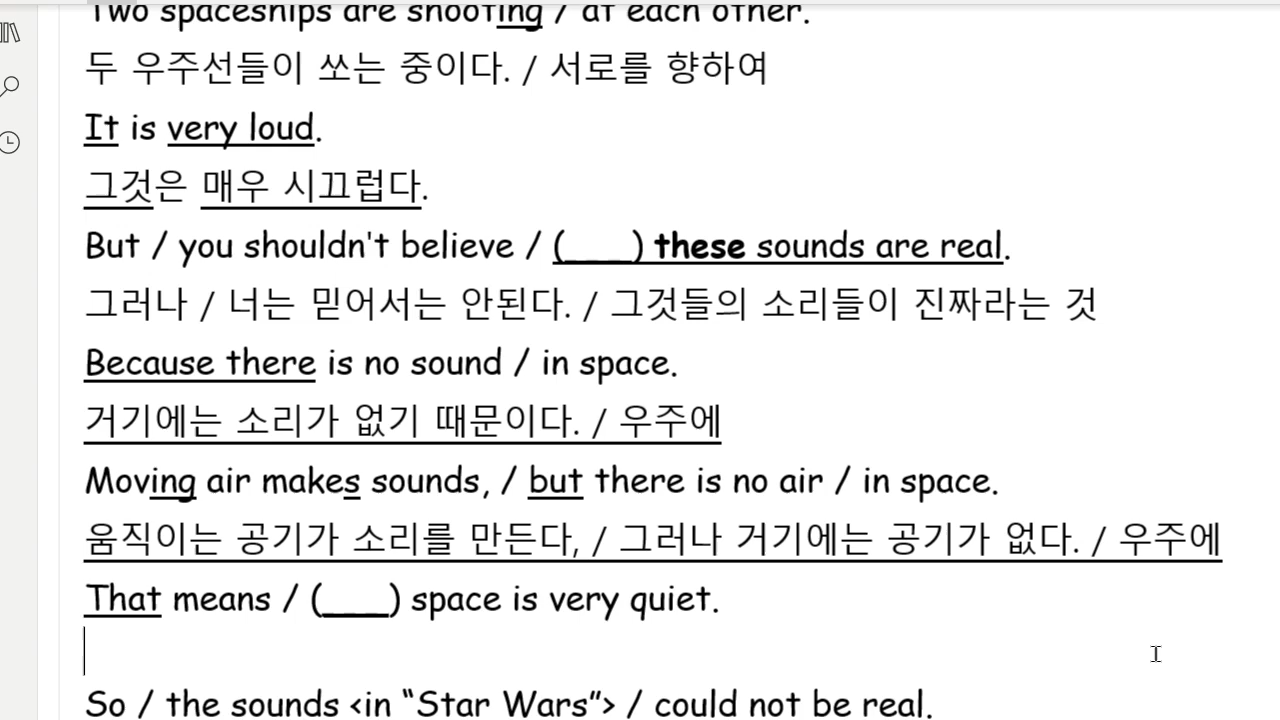 Two spaceships are shooting / at each other.
두 우주선들이 쏘는 중이다. / 서로를 향하여
It is very loud.
그것은 매우 시끄럽다.
But / you shouldn't believe / (___) these sounds are real.
그러나 / 너는 믿어서는 안된다. / 그것들의 소리들이 진짜라는 것
Because there is no sound / in space.
거기에는 소리가 없기 때문이다. / 우주에
Moving air makes sounds, / but there is no air / in space.
움직이는 공기가 소리를 만든다, / 그러나 거기에는 공기가 없다. / 우주에
That means / (___) space is very quiet.
So / the sounds <in “Star Wars”> / could not be real.